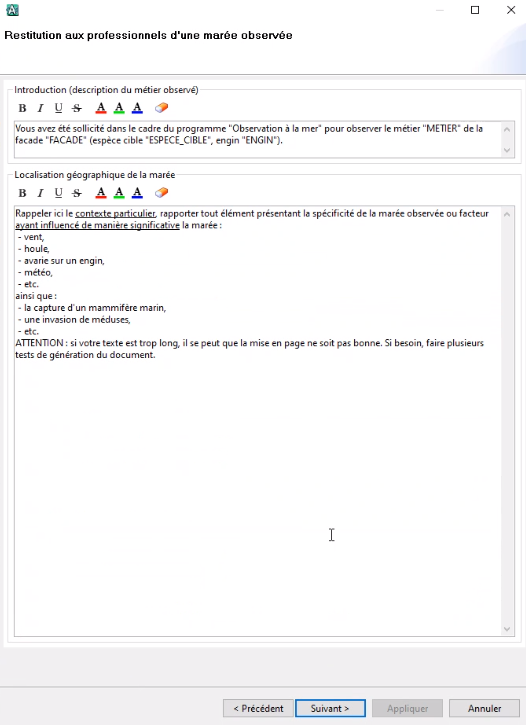 Restitution aux professionnels d'une marée observée
Introduction (description du métier observé)
B I U S A A A
Vous avez été sollicité dans le cadre du programme "Observation à la mer" pour observer le métier "METIER" de la
facade "FACADE" (espèce cible "ESPECE_CIBLE", engin "ENGIN").
Localisation géographique de la marée
B I U S A A A
Rappeler ici le contexte particulier, rapporter tout élément présentant la spécificité de la marée observée ou facteur
ayant influencé de manière significative la marée :
- vent,
- houle,
- avarie sur un engin,
- météo,
- etc.
ainsi que :
- la capture d'un mammifère marin,
- une invasion de méduses,
- etc.
ATTENTION : si votre texte est trop long, il se peut que la mise en page ne soit pas bonne. Si besoin, faire plusieurs
tests de génération du document.
< Précédent Suivant > Appliquer Annuler